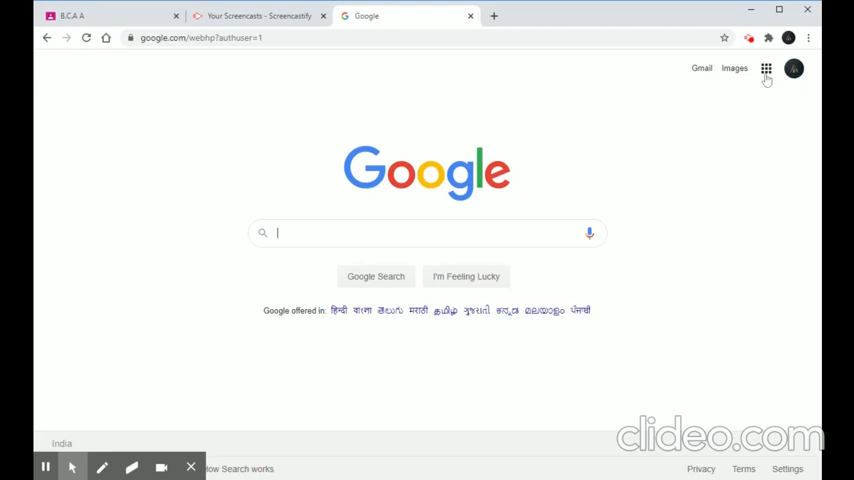 B.C.A A
Your Screencasts - Screencastify
Google
google.com/webhp?authuser=1
Gmail Images
Google
Google Search I'm Feeling Lucky
Google offered in: हिन्दी বাংলা తెలుగు मराठी தமிழ் ગુજરાતી ಕನ್ನಡ മലയാളം ਪੰਜਾਬੀ
clideo.com
India
How Search works Privacy Terms Settings